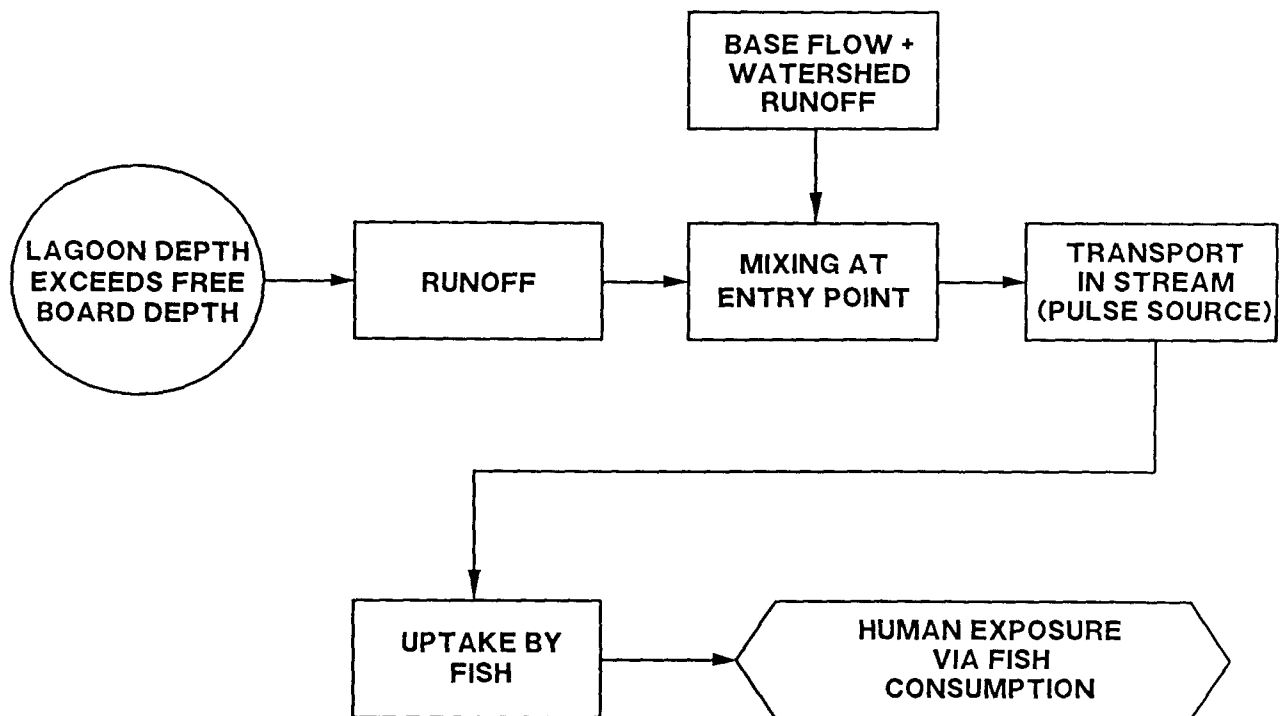 BASE FLOW +
WATERSHED
RUNOFF
LAGOON DEPTH
EXCEEDS FREE
BOARD DEPTH
RUNOFF
MIXING AT
ENTRY POINT
TRANSPORT
IN STREAM
(PULSE SOURCE)
UPTAKE BY
FISH
HUMAN EXPOSURE
VIA FISH
CONSUMPTION